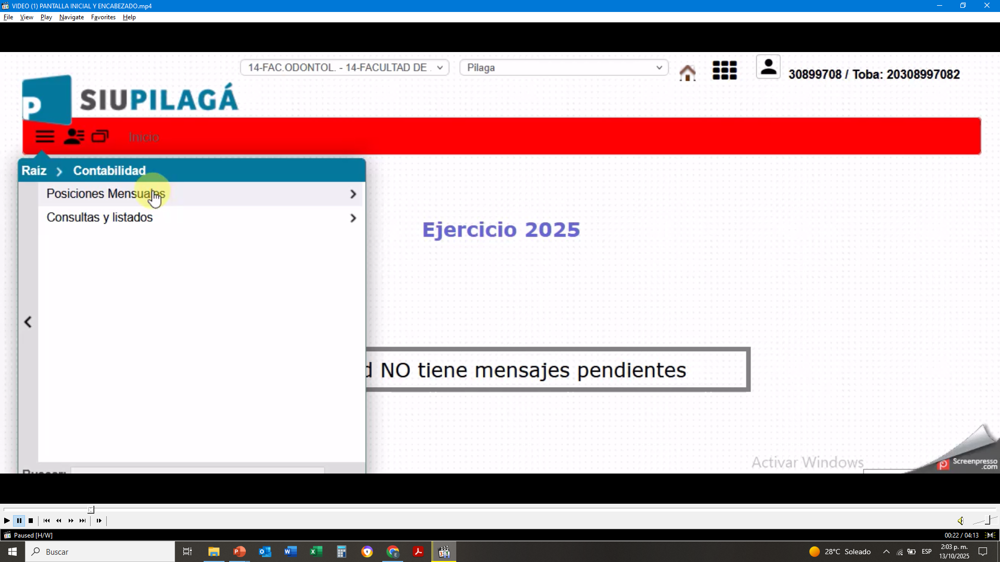 VIDEO (1) PANTALLA INICIAL Y ENCABEZADO.mp4
File View Play Navigate Favorites Help
14-FAC.ODONTOL. - 14-FACULTAD DE
Pilaga
30899708 / Toba: 20308997082
P SIUPILAGÁ
Inicio
Raíz > Contabilidad
Posiciones Mensuales
Consultas y listados
Ejercicio 2025
d NO tiene mensajes pendientes
Activar Windows
Screenpresso
.com
Buscar:
Paused [H/W]
00:22 / 04:13
Buscar
28°C Soleado
ESP
2:03 p. m.
13/10/2025